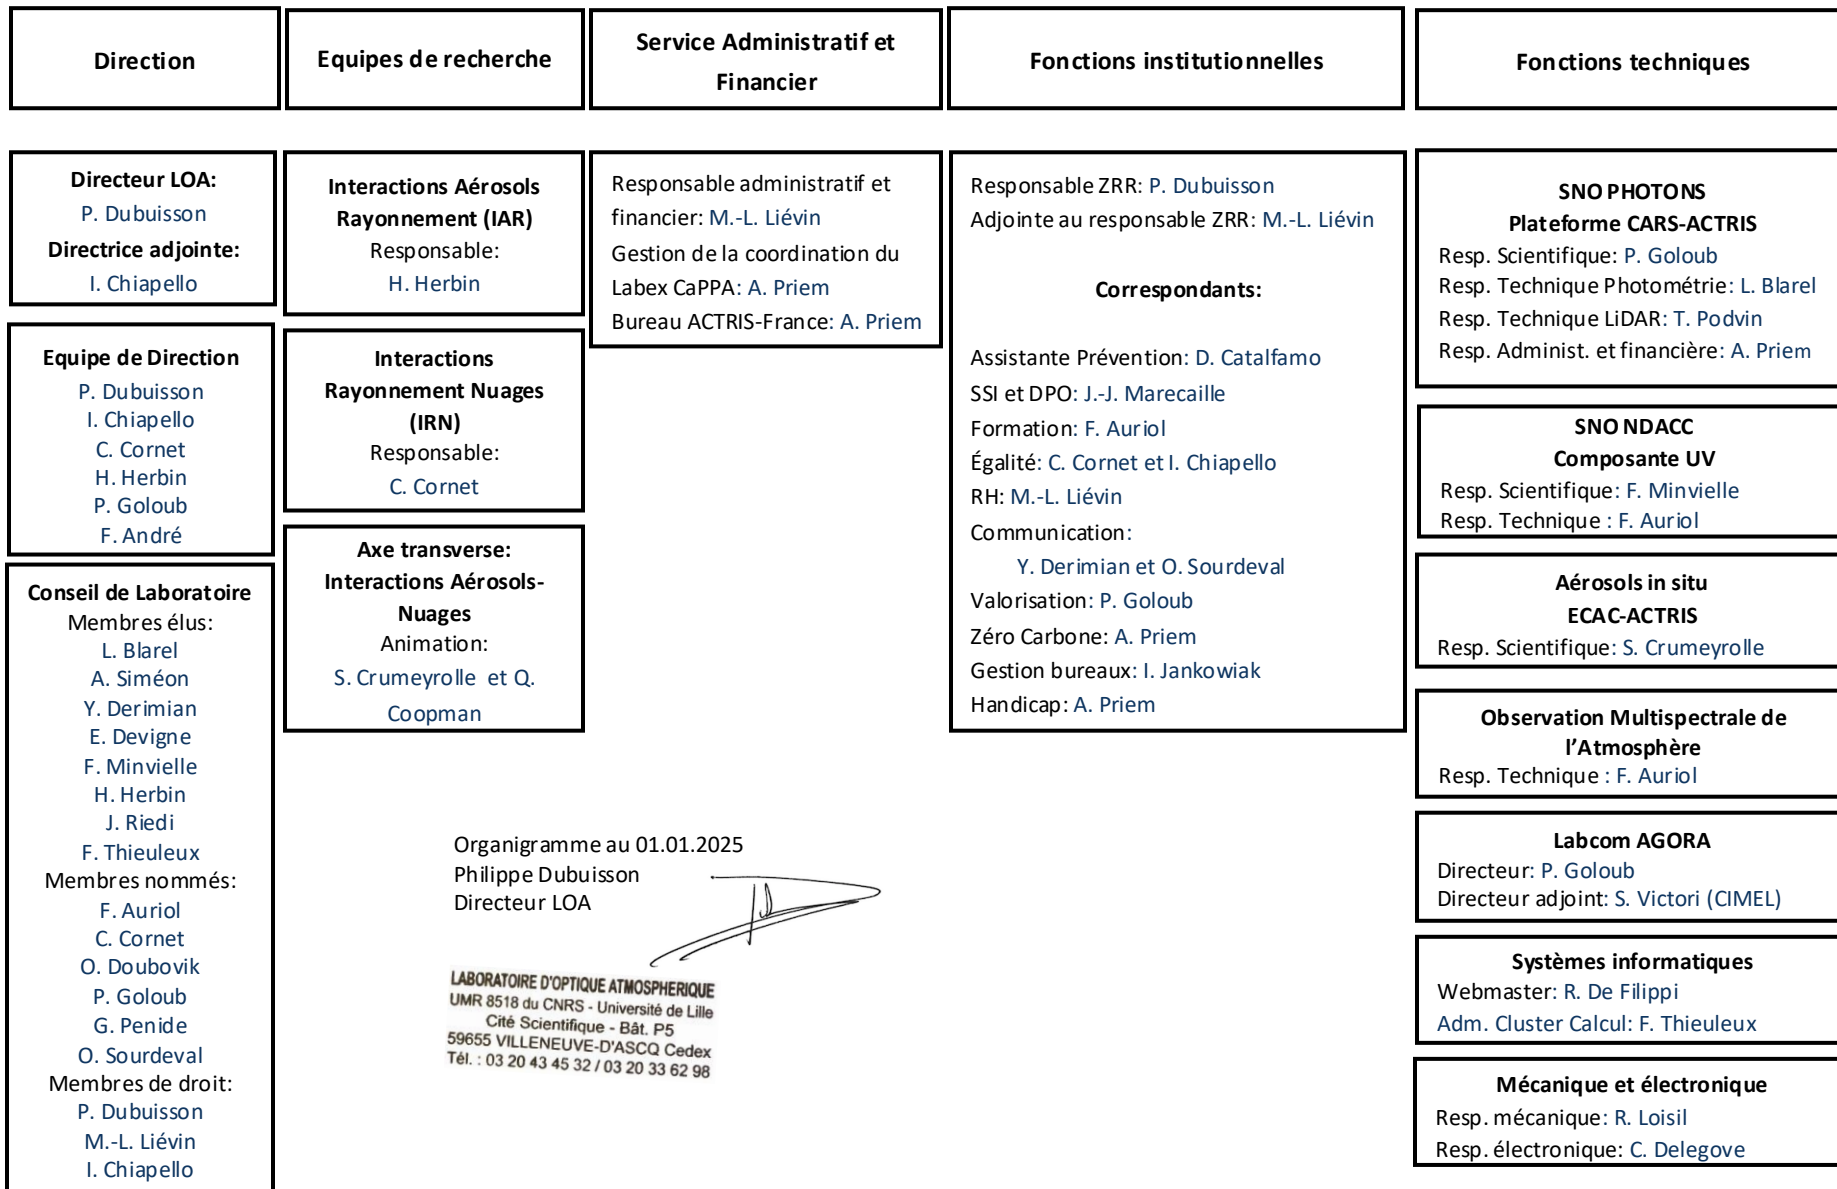 Direction
Equipes de recherche
Service Administratif et
Financier
Fonctions institutionnelles
Fonctions techniques
Directeur LOA:
P. Dubuisson
Directrice adjointe:
I. Chiapello
Equipe de Direction
P. Dubuisson
I. Chiapello
C. Cornet
H. Herbin
P. Goloub
F. André
Conseil de Laboratoire
Membres élus:
L. Blarel
A. Siméon
Y. Derimian
E. Devigne
F. Minvielle
H. Herbin
J. Riedi
F. Thieuleux
Membres nommés:
F. Auriol
C. Cornet
O. Doubovik
P. Goloub
G. Penide
O. Sourdeval
Membres de droit:
P. Dubuisson
M.-L. Liévin
I. Chiapello
Interactions Aérosols
Rayonnement (IAR)
Responsable:
H. Herbin
Interactions
Rayonnement Nuages
(IRN)
Responsable:
C. Cornet
Axe transverse:
Interactions Aérosols-
Nuages
Animation:
S. Crumeyrolle et Q.
Coopman
Responsable administratif et
financier: M.-L. Liévin
Gestion de la coordination du
Labex CaPPA: A. Priem
Bureau ACTRIS-France: A. Priem
Responsable ZRR: P. Dubuisson
Adjointe au responsable ZRR: M.-L. Liévin
Correspondants:
Assistante Prévention: D. Catalfamo
SSI et DPO: J.-J. Marecaille
Formation: F. Auriol
Égalité: C. Cornet et I. Chiapello
RH: M.-L. Liévin
Communication:
Y. Derimian et O. Sourdeval
Valorisation: P. Goloub
Zéro Carbone: A. Priem
Gestion bureaux: I. Jankowiak
Handicap: A. Priem
SNO PHOTONS
Plateforme CARS-ACTRIS
Resp. Scientifique: P. Goloub
Resp. Technique Photométrie: L. Blarel
Resp. Technique LiDAR: T. Podvin
Resp. Administ. et financière: A. Priem
SNO NDACC
Composante UV
Resp. Scientifique: F. Minvielle
Resp. Technique : F. Auriol
Aérosols in situ
ECAC-ACTRIS
Resp. Scientifique: S. Crumeyrolle
Observation Multispectrale de
l’Atmosphère
Resp. Technique : F. Auriol
Labcom AGORA
Directeur: P. Goloub
Directeur adjoint: S. Victori (CIMEL)
Systèmes informatiques
Webmaster: R. De Filippi
Adm. Cluster Calcul: F. Thieuleux
Mécanique et électronique
Resp. mécanique: R. Loisil
Resp. électronique: C. Delegove
Organigramme au 01.01.2025
Philippe Dubuisson
Directeur LOA
LABORATOIRE D'OPTIQUE ATMOSPHERIQUE
UMR 8518 du CNRS - Université de Lille
Cité Scientifique - Bât. P5
59655 VILLENEUVE-D'ASCQ Cedex
Tél. : 03 20 43 45 32 / 03 20 33 62 98